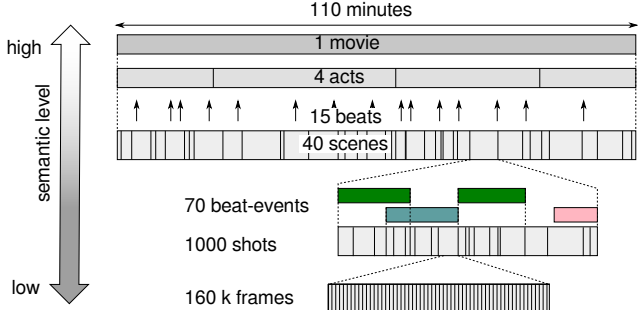 110 minutes
high
1 movie
4 acts
15 beats
40 scenes
semantic level
70 beat-events
1000 shots
low
160 k frames